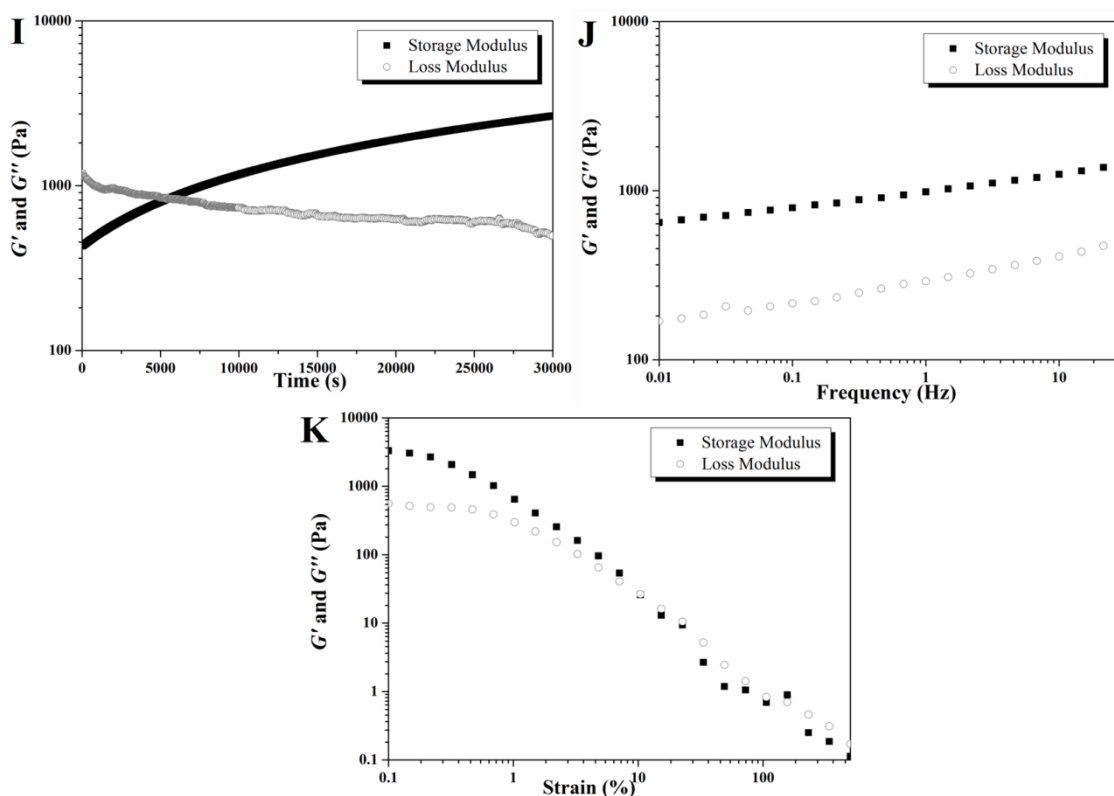 I
10000
1000
100
G' and G'' (Pa)
Storage Modulus
Loss Modulus
0 5000 10000 15000 20000 25000 30000
Time (s)
J
10000
1000
100
G' and G'' (Pa)
Storage Modulus
Loss Modulus
0.01 0.1 1 10
Frequency (Hz)
K
10000
1000
100
10
1
0.1
G' and G'' (Pa)
Storage Modulus
Loss Modulus
0.1 1 10 100
Strain (%)